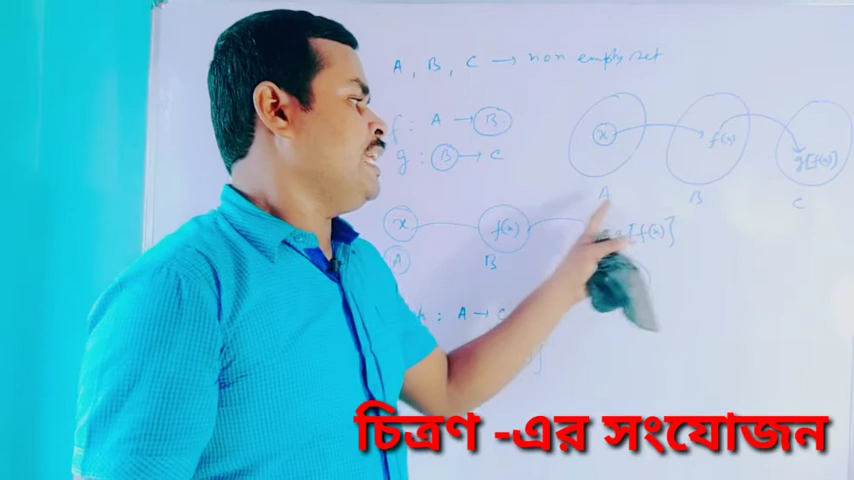 A, B, C → non empty set
f : A → B
g : B → C
x f(x) g[f(x)]
A B C
x f(x) g[f(x)]
A B
: A → C
চিত্রণ -এর সংযোজন